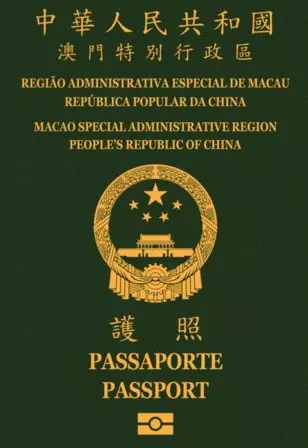 中華人民共和國
澳門特別行政區
REGIÃO ADMINISTRATIVA ESPECIAL DE MACAU
REPÚBLICA POPULAR DA CHINA
MACAO SPECIAL ADMINISTRATIVE REGION
PEOPLE'S REPUBLIC OF CHINA
護照
PASSAPORTE
PASSPORT